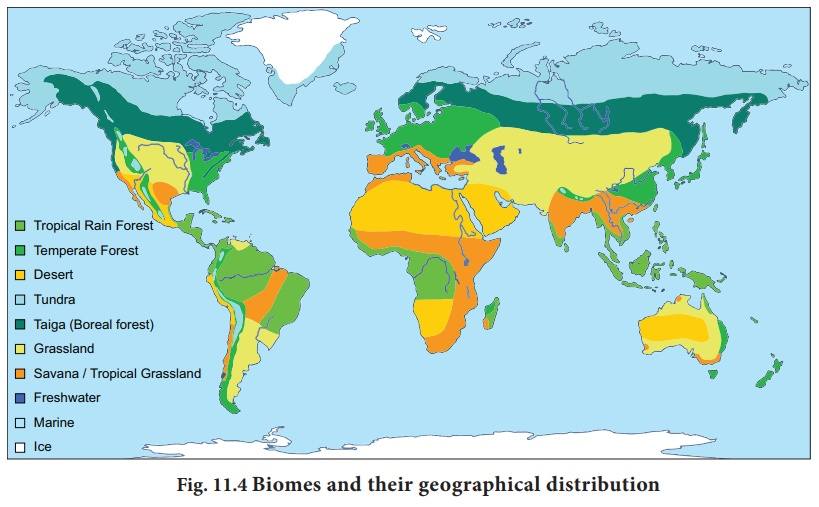 Tropical Rain Forest
Temperate Forest
Desert
Tundra
Taiga (Boreal forest)
Grassland
Savana / Tropical Grassland
Freshwater
Marine
Ice
Fig. 11.4 Biomes and their geographical distribution